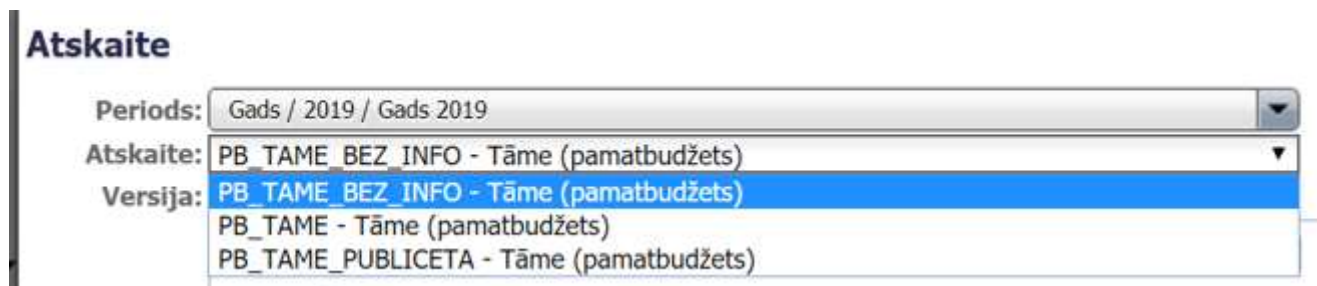 Atskaite
Periods: Gads / 2019 / Gads 2019
Atskaite: PB_TAME_BEZ_INFO - Tāme (pamatbudžets)
Versija: PB_TAME_BEZ_INFO - Tāme (pamatbudžets)
PB_TAME - Tāme (pamatbudžets)
PB_TAME_PUBLICETA - Tāme (pamatbudžets)